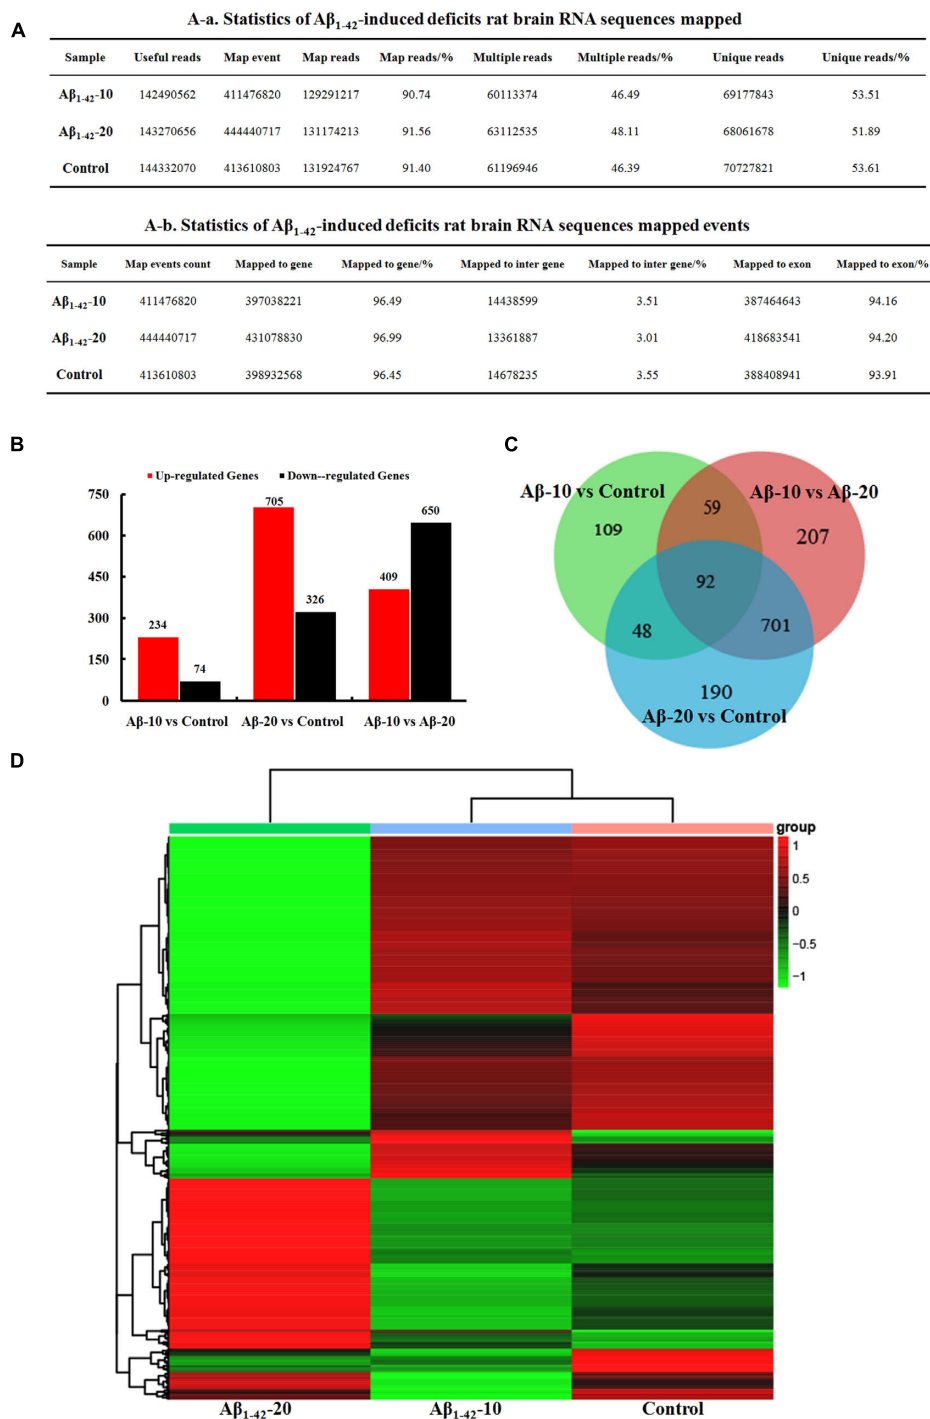 A
A-a. Statistics of Aβ1-42-induced deficits rat brain RNA sequences mapped
Sample Useful reads Map event Map reads Map reads/% Multiple reads Multiple reads/% Unique reads Unique reads/%
Aβ1-42-10 142490562 411476820 129291217 90.74 60113374 46.49 69177843 53.51
Aβ1-42-20 143270656 444440717 131174213 91.56 63112535 48.11 68061678 51.89
Control 144332070 413610803 131924767 91.40 61196946 46.39 70727821 53.61
A-b. Statistics of Aβ1-42-induced deficits rat brain RNA sequences mapped events
Sample Map events count Mapped to gene Mapped to gene/% Mapped to inter gene Mapped to inter gene/% Mapped to exon Mapped to exon/%
Aβ1-42-10 411476820 397038221 96.49 14438599 3.51 387464643 94.16
Aβ1-42-20 444440717 431078830 96.99 13361887 3.01 418683541 94.20
Control 413610803 398932568 96.45 14678235 3.55 388408941 93.91
B
Up-regulated Genes Down--regulated Genes
750
600
450
300
150
0
234
74
705
326
409
650
Aβ-10 vs Control Aβ-20 vs Control Aβ-10 vs Aβ-20
C
Aβ-10 vs Control
Aβ-10 vs Aβ-20
109
59
207
92
48
701
190
Aβ-20 vs Control
D
group
1
0.5
0
−0.5
−1
Aβ1-42-20 Aβ1-42-10 Control